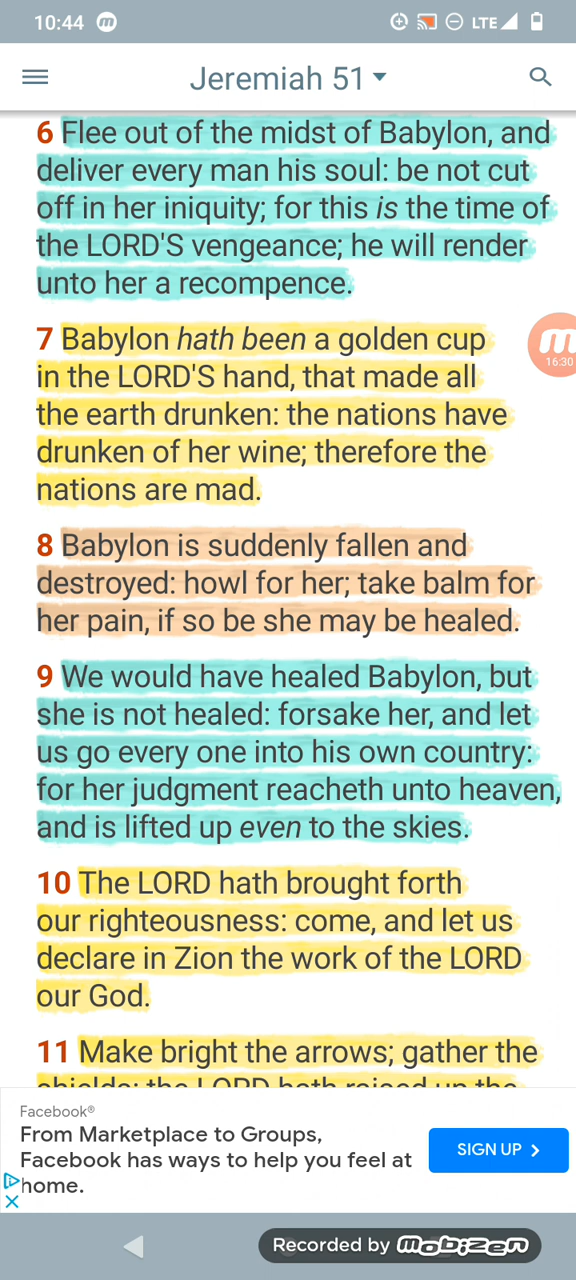 10:44
LTE
Jeremiah 51
6 Flee out of the midst of Babylon, and
deliver every man his soul: be not cut
off in her iniquity; for this is the time of
the LORD'S vengeance; he will render
unto her a recompence.
7 Babylon hath been a golden cup
in the LORD'S hand, that made all
the earth drunken: the nations have
drunken of her wine; therefore the
nations are mad.
16:30
8 Babylon is suddenly fallen and
destroyed: howl for her; take balm for
her pain, if so be she may be healed.
9 We would have healed Babylon, but
she is not healed: forsake her, and let
us go every one into his own country:
for her judgment reacheth unto heaven,
and is lifted up even to the skies.
10 The LORD hath brought forth
our righteousness: come, and let us
declare in Zion the work of the LORD
our God.
11 Make bright the arrows; gather the
shields: the LORD hath raised up the
Facebook®
From Marketplace to Groups,
Facebook has ways to help you feel at
home.
SIGN UP
Recorded by mobizen